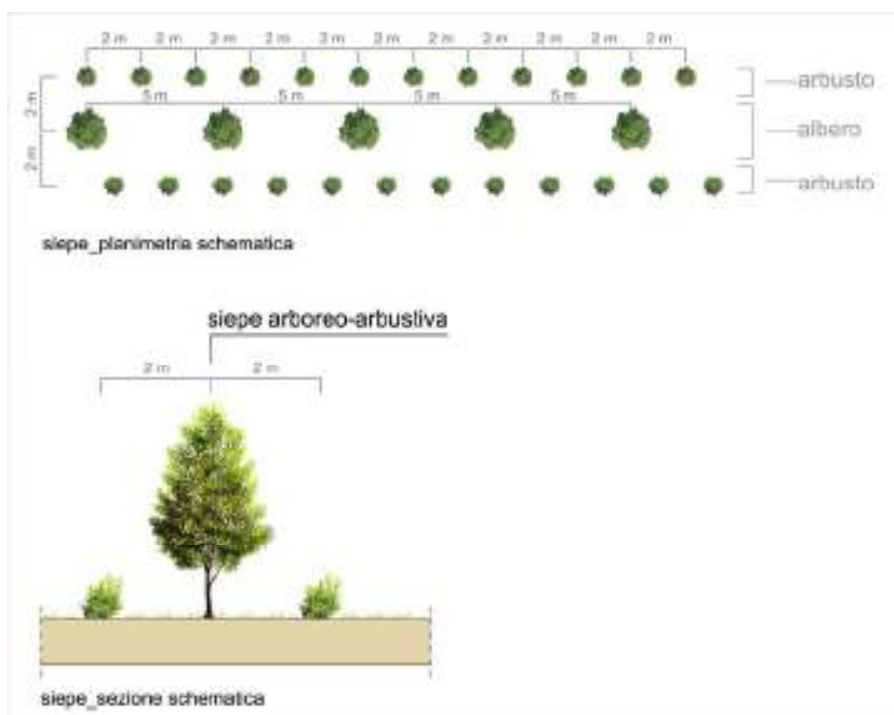 2 m 2 m 2 m 2 m 2 m 2 m 2 m 2 m 2 m 2 m 2 m
arbusto
2 m
5 m 5 m 5 m 5 m
albero
2 m
arbusto
siepe_planimetria schematica
siepe arboreo-arbustiva
2 m 2 m
siepe_sezione schematica